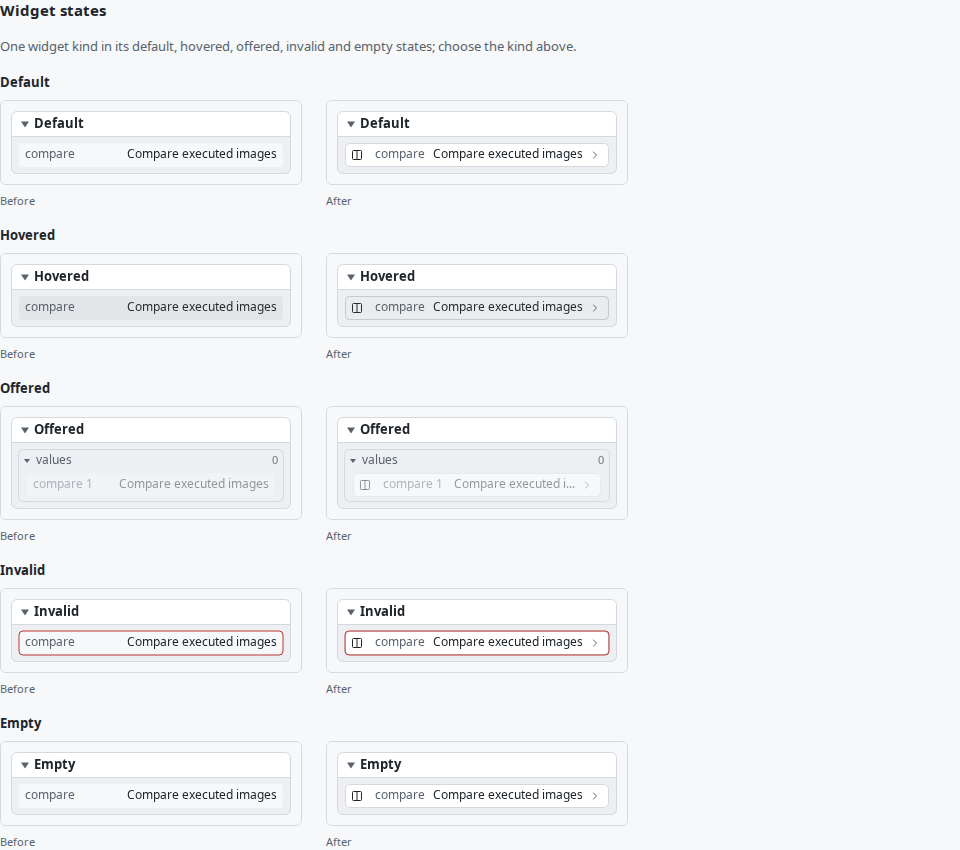 Widget states
One widget kind in its default, hovered, offered, invalid and empty states; choose the kind above.
Default
Default
compare Compare executed images
Before
Default
compare Compare executed images
After
Hovered
Hovered
compare Compare executed images
Before
Hovered
compare Compare executed images
After
Offered
Offered
values 0
compare 1 Compare executed images
Before
Offered
values 0
compare 1 Compare executed i...
After
Invalid
Invalid
compare Compare executed images
Before
Invalid
compare Compare executed images
After
Empty
Empty
compare Compare executed images
Before
Empty
compare Compare executed images
After